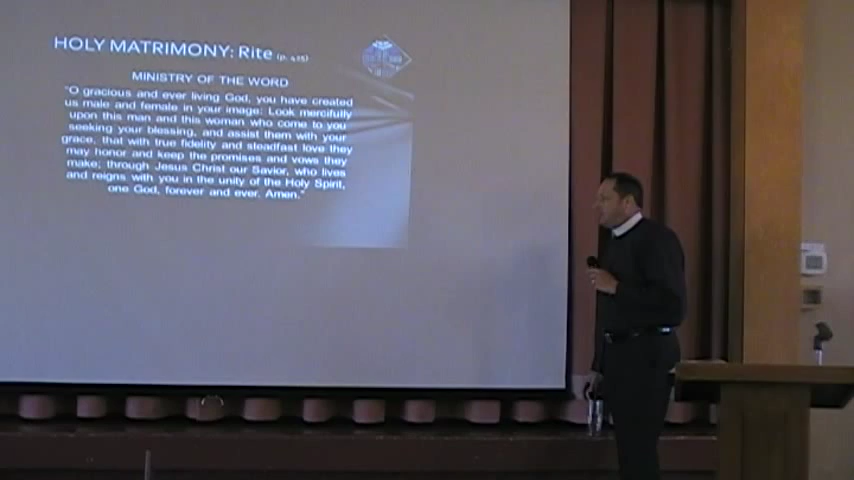 HOLY MATRIMONY: Rite (p. 425)
MINISTRY OF THE WORD
"O gracious and ever living God, you have created
us male and female in your image: Look mercifully
upon this man and this woman who come to you
seeking your blessing, and assist them with your
grace, that with true fidelity and steadfast love they
may honor and keep the promises and vows they
make; through Jesus Christ our Savior, who lives
and reigns with you in the unity of the Holy Spirit,
one God, forever and ever. Amen."